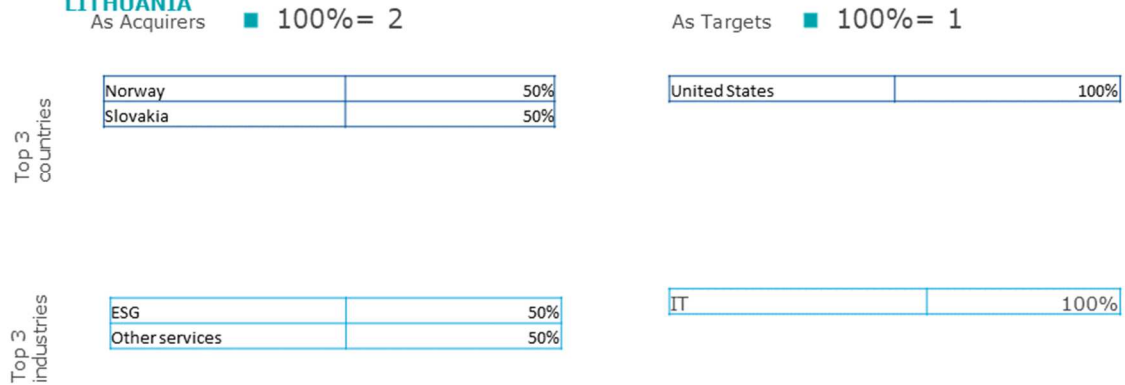 LITHUANIA
As Acquirers 100%= 2
As Targets 100%= 1
Top 3
countries
Norway 50%
Slovakia 50%
United States 100%
Top 3
industries
ESG 50%
Other services 50%
IT 100%